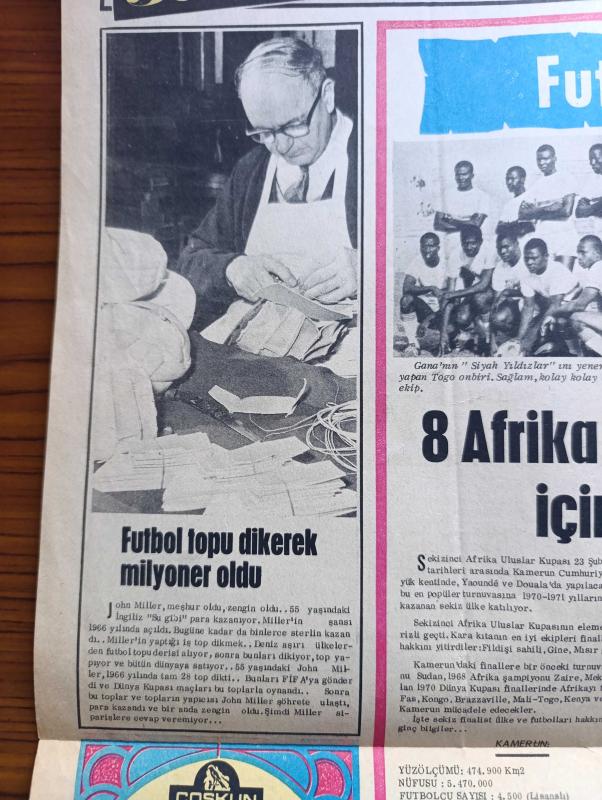 Futbol topu dikerek
milyoner oldu
John Miller, meşhur oldu, zengin oldu.. 55 yaşındaki
İngiliz "Su gibi" para kazanıyor. Miller'in şansı
1966 yılında açıldı. Bugüne kadar da binlerce sterlin kazan
dı.. Miller'in yaptığı iş top dikmek.. Deniz aşırı ülkeler-
den futbol topu derisi alıyor, sonra bunları dikiyor, top ya-
pıyor ve bütün dünyaya satıyor.. 55 yaşındaki John Mil-
ler, 1966 yılında tam 28 top dikti.. Bunları FİFA'ya gönder
di ve Dünya Kupası maçları bu toplarla oynandı.. Sonra
bu toplar ve topların yapıcısı John Miller şöhrete ulaştı,
para kazandı ve bir anda zengin oldu. Şimdi Miller si-
parişlere cevap veremiyor...
Fut
Gana'nın " Siyah Yıldızlar" ını yener
yapan Togo onbiri. Sağlam, kolay kolay
ekip.
8 Afrika
için
Sekizinci Afrika Uluslar Kupası 23 Şub
tarihleri arasında Kamerun Cumhuriy
yük kentinde, Yaoundé ve Douala'da yapılaca
bu en popüler turnuvasına 1970-1971 yılların
kazanan sekiz ülke katılıyor.
Sekizinci Afrika Uluslar Kupasının eleme
rizli geçti. Kara kıtanın en iyi ekipleri final
hakkını yitirdiler: Fildişi sahili, Gine, Mısır
Kamerun'daki finallere bir önceki turnuv
nu Sudan, 1968 Afrika şampiyonu Zaire, Mek
lan 1970 Dünya Kupası finallerinde Afrikayı t
Fas, Kongo, Brazzaville, Mali-Togo, Kenya ve
Kamerun mücadele edecekler.
İşte sekiz finalist ülke ve futbolları hakkın
ginç bilgiler...
KAMERUN:
YÜZÖLÇÜMÜ: 474.900 Km2
NÜFUSU : 5.470.000
FUTBOLCU SAYISI : 4.500 (Lisanslı)
COŞKUN